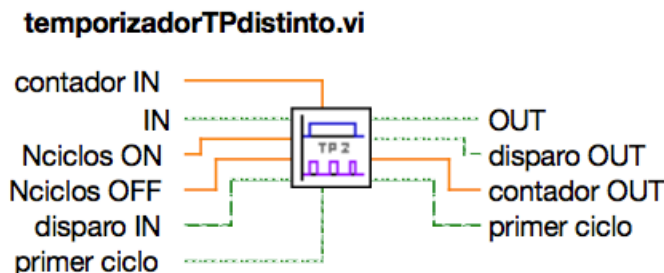 temporizadorTPdistinto.vi
contador IN
IN
Nciclos ON
Nciclos OFF
disparo IN
primer ciclo
TP 2
OUT
disparo OUT
contador OUT
primer ciclo